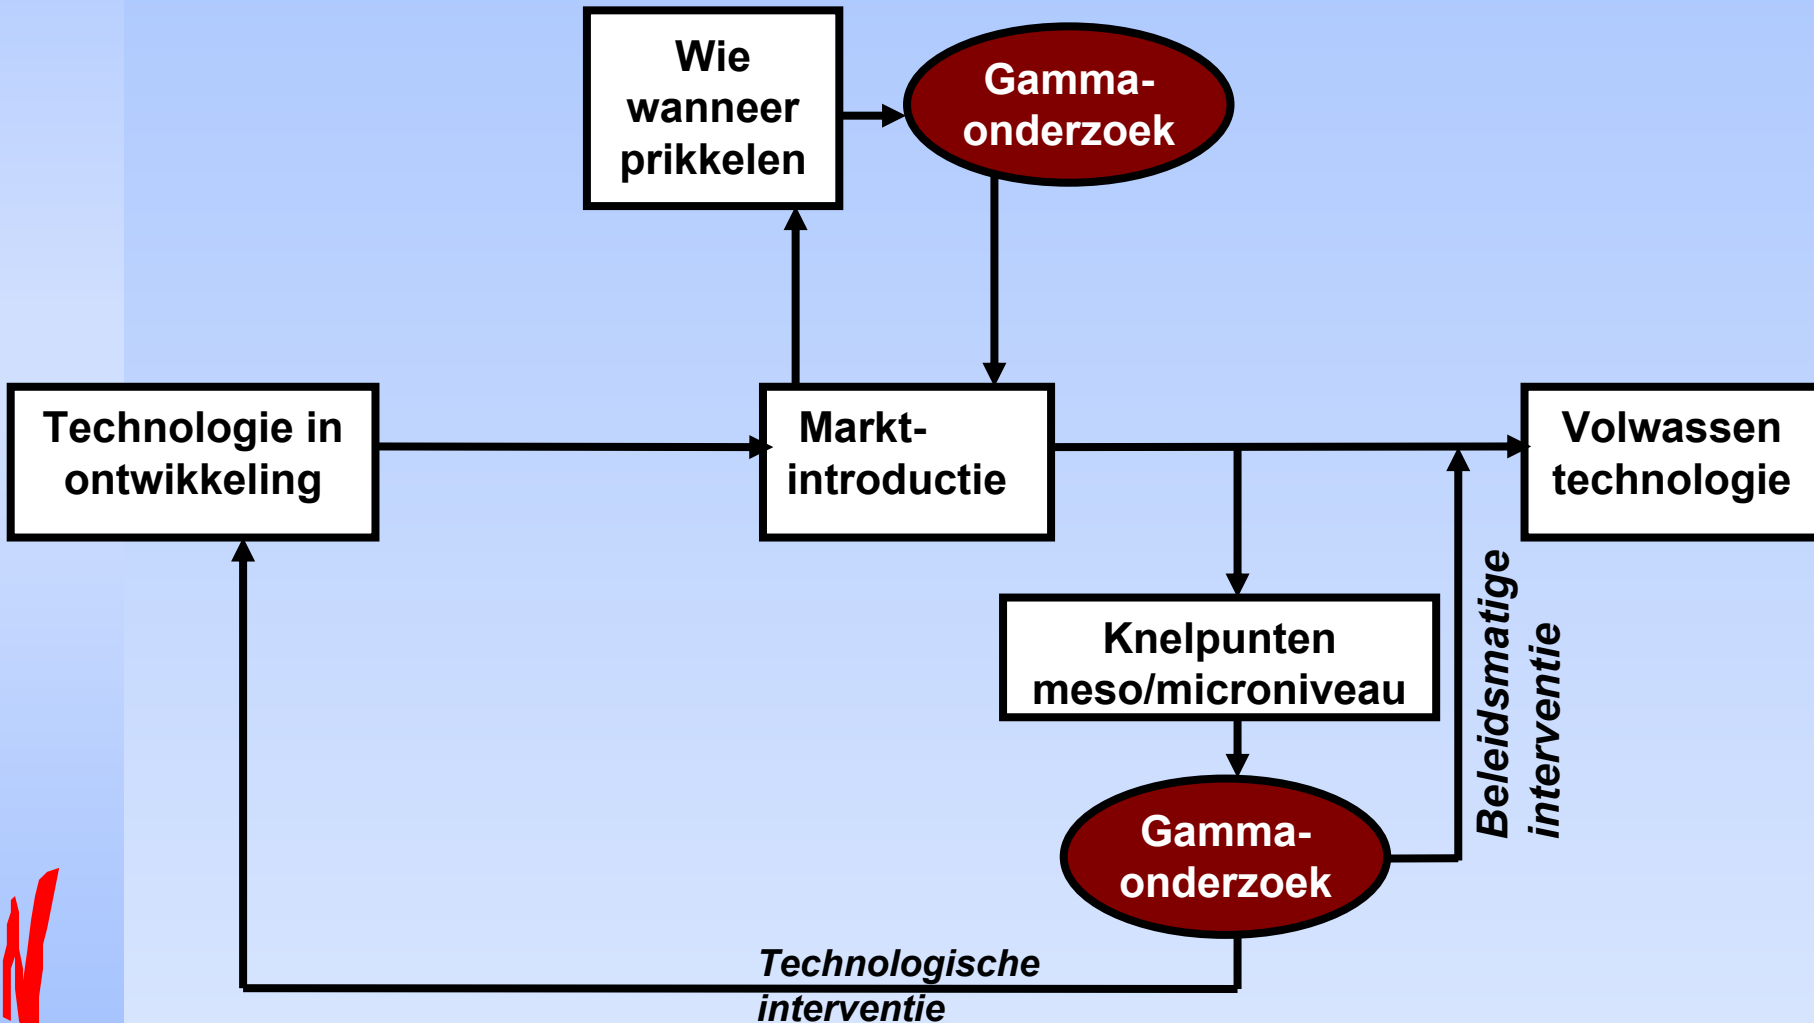 Wie
wanneer
prikkelen
Gamma-
onderzoek
Technologie in
ontwikkeling
Markt-
introductie
Volwassen
technologie
Knelpunten
meso/microniveau
Beleidsmatige
interventie
Gamma-
onderzoek
Technologische
interventie